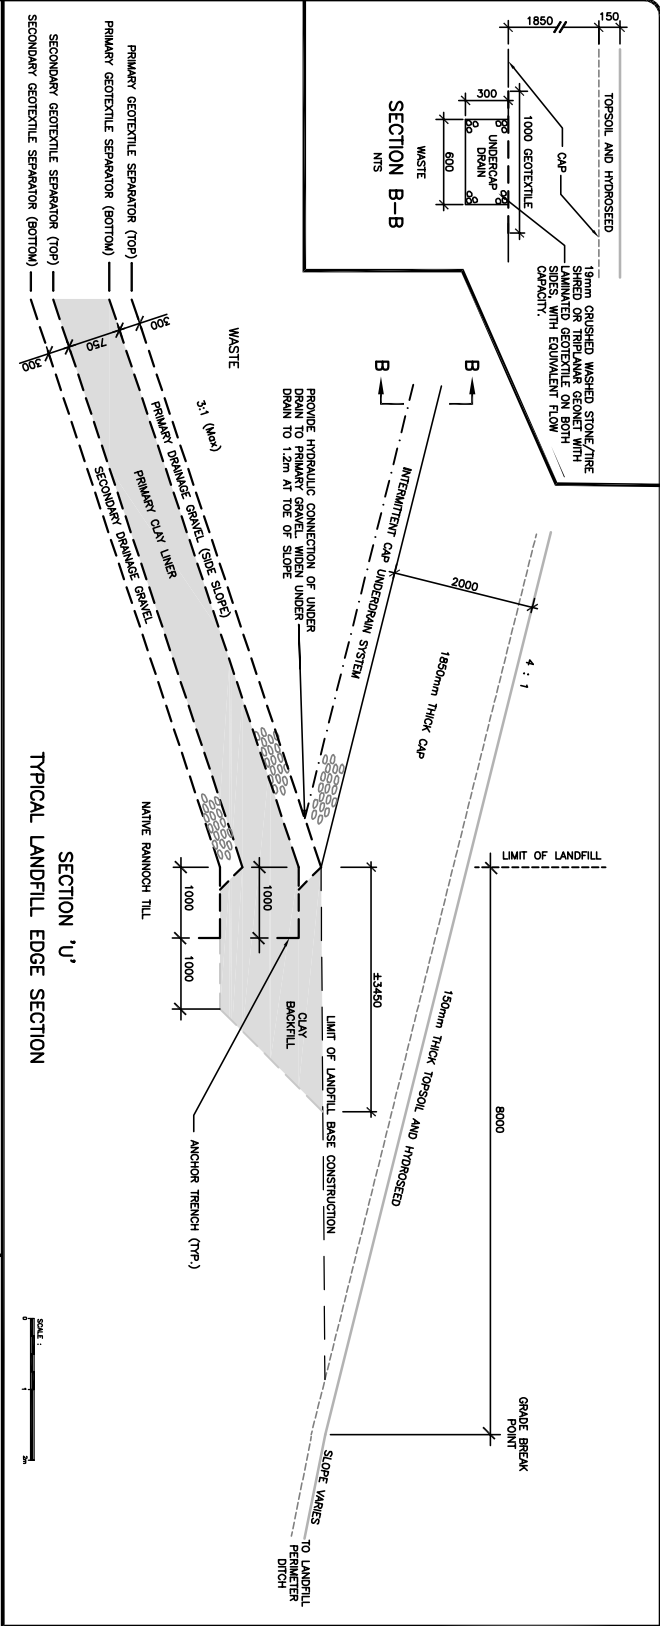 150
1850
TOPSOIL AND HYDROSEED
CAP
1000 GEOTEXTILE
300
UNDERCAP
DRAIN
600
WASTE
SECTION B-B
NTS
19mm CRUSHED WASHED STONE/TIRE
SHRED OR TRIPLANAR GEONET WITH
LAMINATED GEOTEXTILE ON BOTH
SIDES, WITH EQUIVALENT FLOW
CAPACITY.
B
B
INTERMITTENT CAP UNDERDRAIN SYSTEM
2000
4 : 1
1850mm THICK CAP
LIMIT OF LANDFILL
150mm THICK TOPSOIL AND HYDROSEED
8000
GRADE BREAK
POINT
SLOPE VARIES
TO LANDFILL
PERIMETER
DITCH
PRIMARY GEOTEXTILE SEPARATOR (TOP)
PRIMARY GEOTEXTILE SEPARATOR (BOTTOM)
SECONDARY GEOTEXTILE SEPARATOR (TOP)
SECONDARY GEOTEXTILE SEPARATOR (BOTTOM)
300
750
300
WASTE
3:1 (Max)
PROVIDE HYDRAULIC CONNECTION OF UNDER
DRAIN TO PRIMARY GRAVEL. WIDEN UNDER
DRAIN TO 1.2m AT TOE OF SLOPE
PRIMARY DRAINAGE GRAVEL (SIDE SLOPE)
PRIMARY CLAY LINER
SECONDARY DRAINAGE GRAVEL
±3450
LIMIT OF LANDFILL BASE CONSTRUCTION
CLAY
BACKFILL
1000
1000
1000
NATIVE RANNOCH TILL
ANCHOR TRENCH (TYP.)
SECTION 'U'
TYPICAL LANDFILL EDGE SECTION
SCALE :
0
1
2m